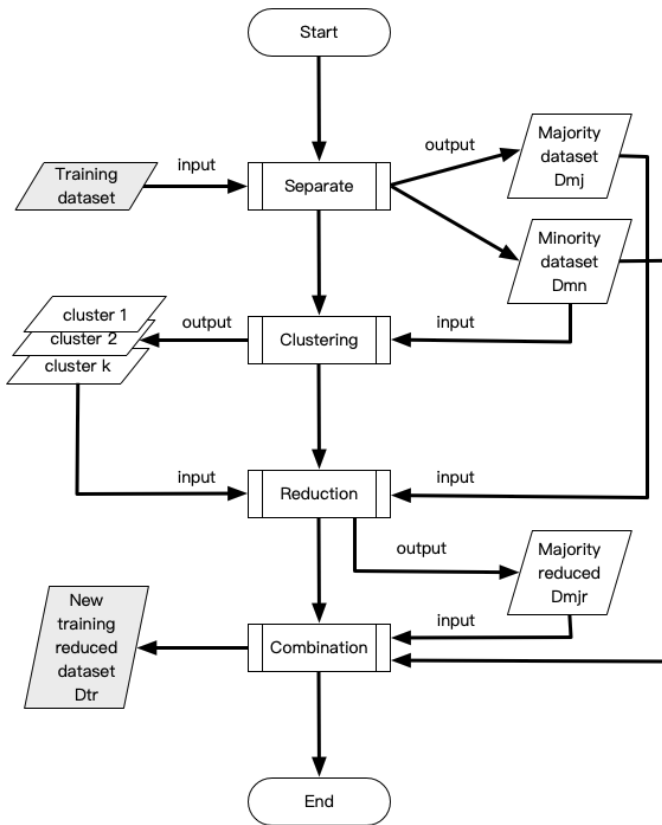 Start
Training
dataset
input
Separate
output
Majority
dataset
Dmj
Minority
dataset
Dmn
cluster 1
cluster 2
cluster k
output
Clustering
input
input
Reduction
input
output
Majority
reduced
Dmjr
New
training
reduced
dataset
Dtr
Combination
input
End